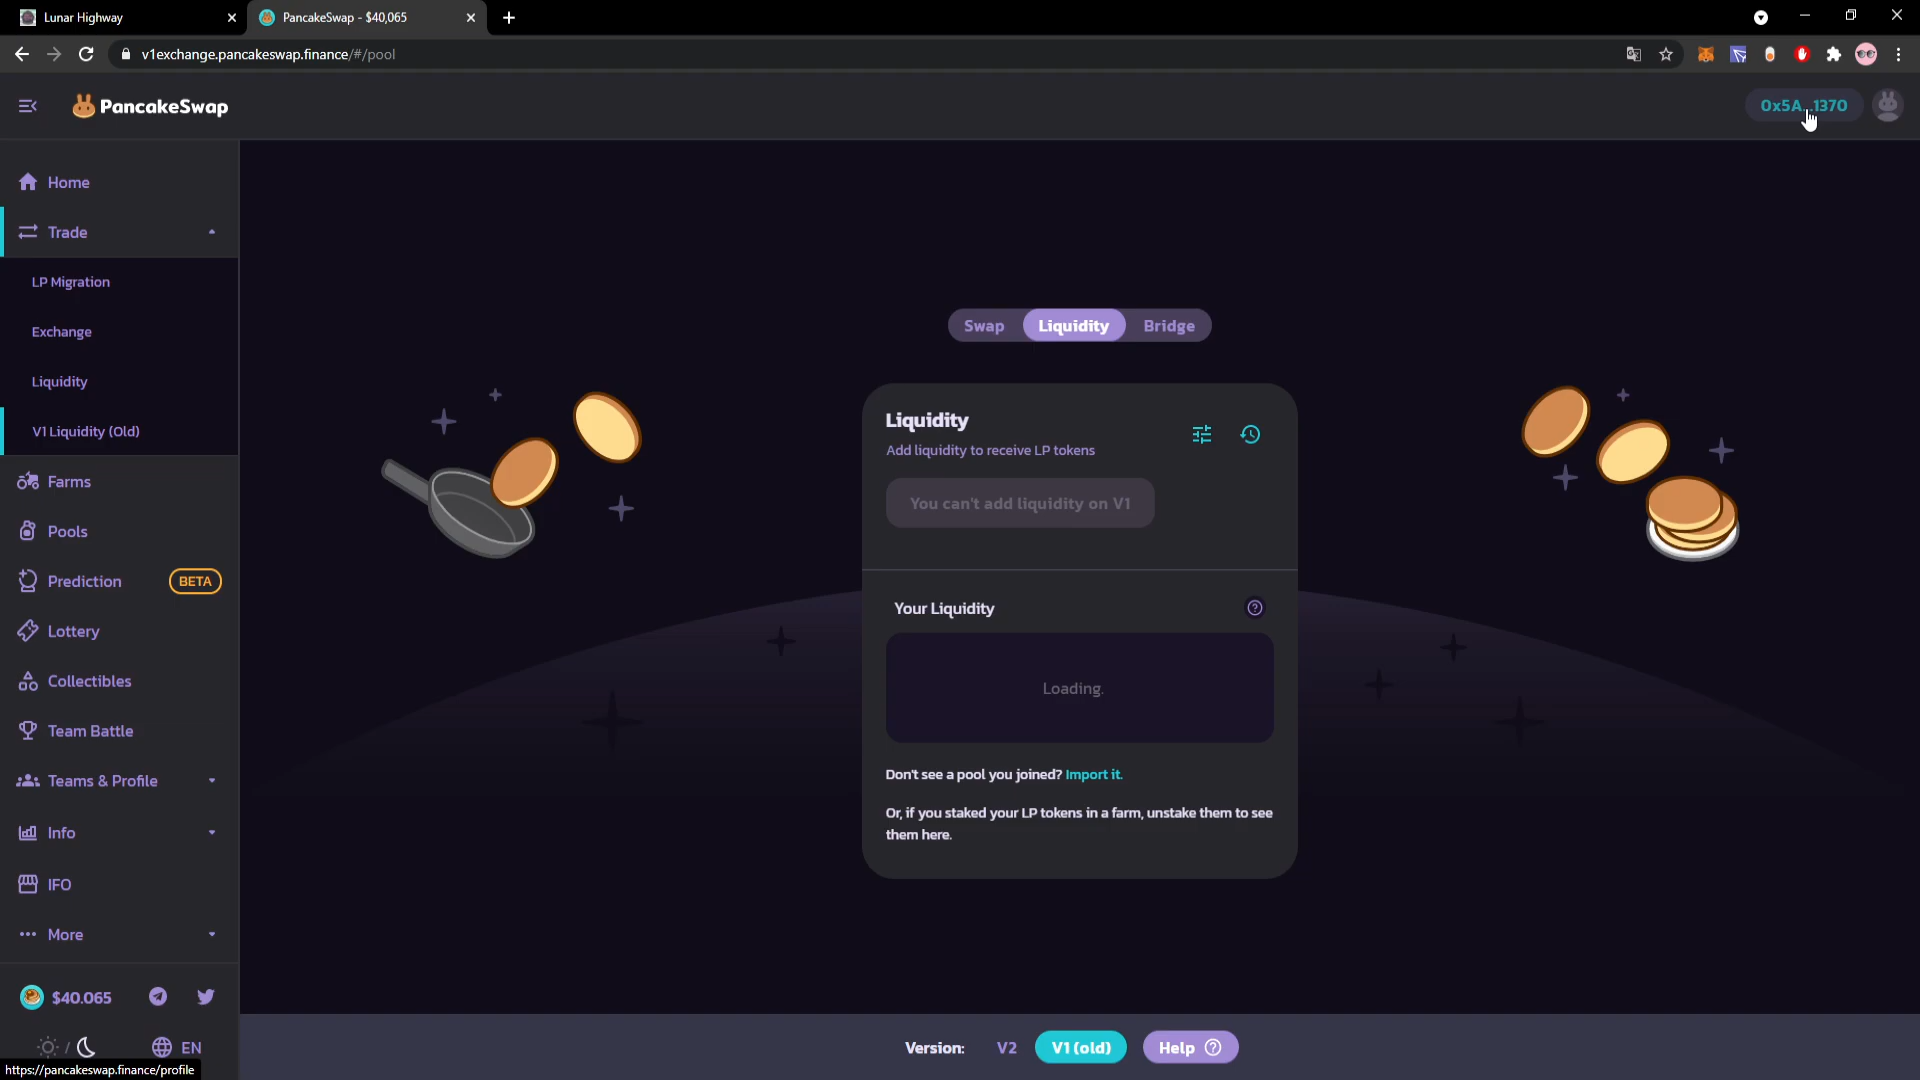 Lunar Highway
PancakeSwap - $40,065
v1exchange.pancakeswap.finance/#/pool
PancakeSwap
0x5A...1370
Home
Trade
LP Migration
Exchange
Liquidity
V1 Liquidity (Old)
Farms
Pools
Prediction
BETA
Lottery
Collectibles
Team Battle
Teams & Profile
Info
IFO
More
$40.065
/
EN
https://pancakeswap.finance/profile
Swap
Liquidity
Bridge
Liquidity
Add liquidity to receive LP tokens
You can't add liquidity on V1
Your Liquidity
Loading.
Don't see a pool you joined? Import it.
Or, if you staked your LP tokens in a farm, unstake them to see
them here.
Version:
V2
V1 (old)
Help